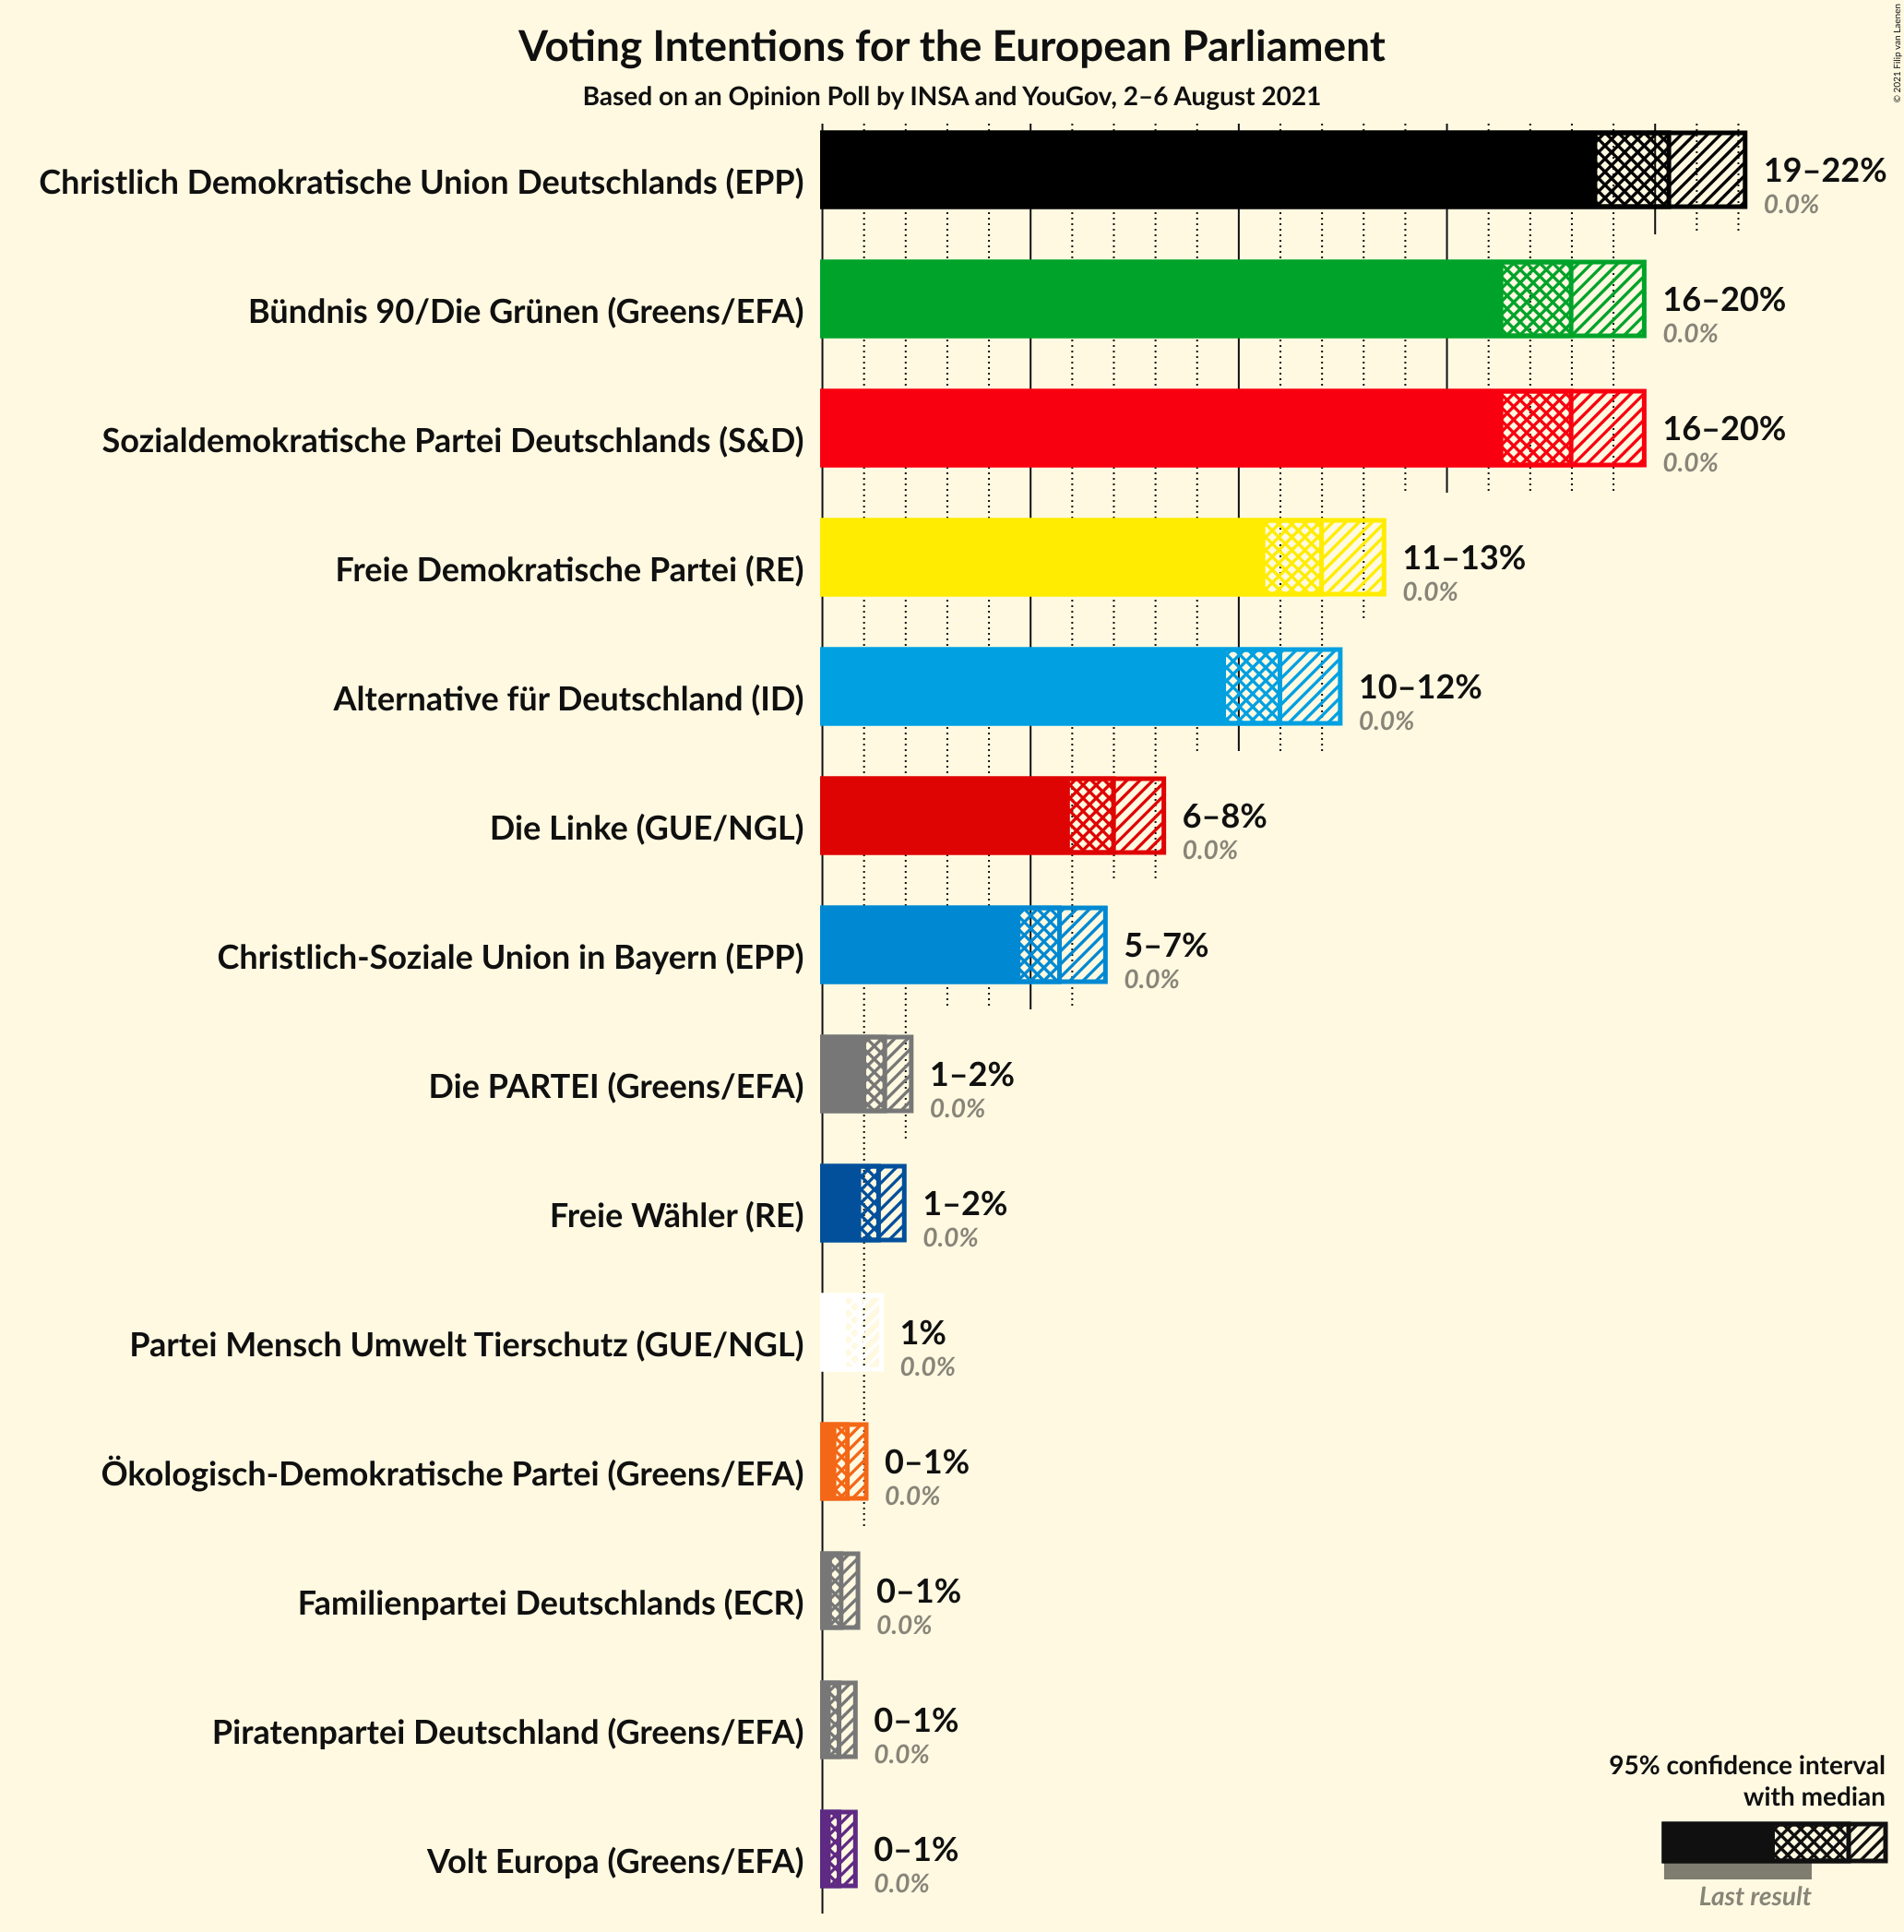 Voting Intentions for the European Parliament
Based on an Opinion Poll by INSA and YouGov, 2–6 August 2021
© 2021 Filip van Laenen
Christlich Demokratische Union Deutschlands (EPP)
19–22%
0.0%
Bündnis 90/Die Grünen (Greens/EFA)
16–20%
0.0%
Sozialdemokratische Partei Deutschlands (S&D)
16–20%
0.0%
Freie Demokratische Partei (RE)
11–13%
0.0%
Alternative für Deutschland (ID)
10–12%
0.0%
Die Linke (GUE/NGL)
6–8%
0.0%
Christlich-Soziale Union in Bayern (EPP)
5–7%
0.0%
Die PARTEI (Greens/EFA)
1–2%
0.0%
Freie Wähler (RE)
1–2%
0.0%
Partei Mensch Umwelt Tierschutz (GUE/NGL)
1%
0.0%
Ökologisch-Demokratische Partei (Greens/EFA)
0–1%
0.0%
Familienpartei Deutschlands (ECR)
0–1%
0.0%
Piratenpartei Deutschland (Greens/EFA)
0–1%
0.0%
Volt Europa (Greens/EFA)
0–1%
0.0%
95% confidence interval
with median
Last result